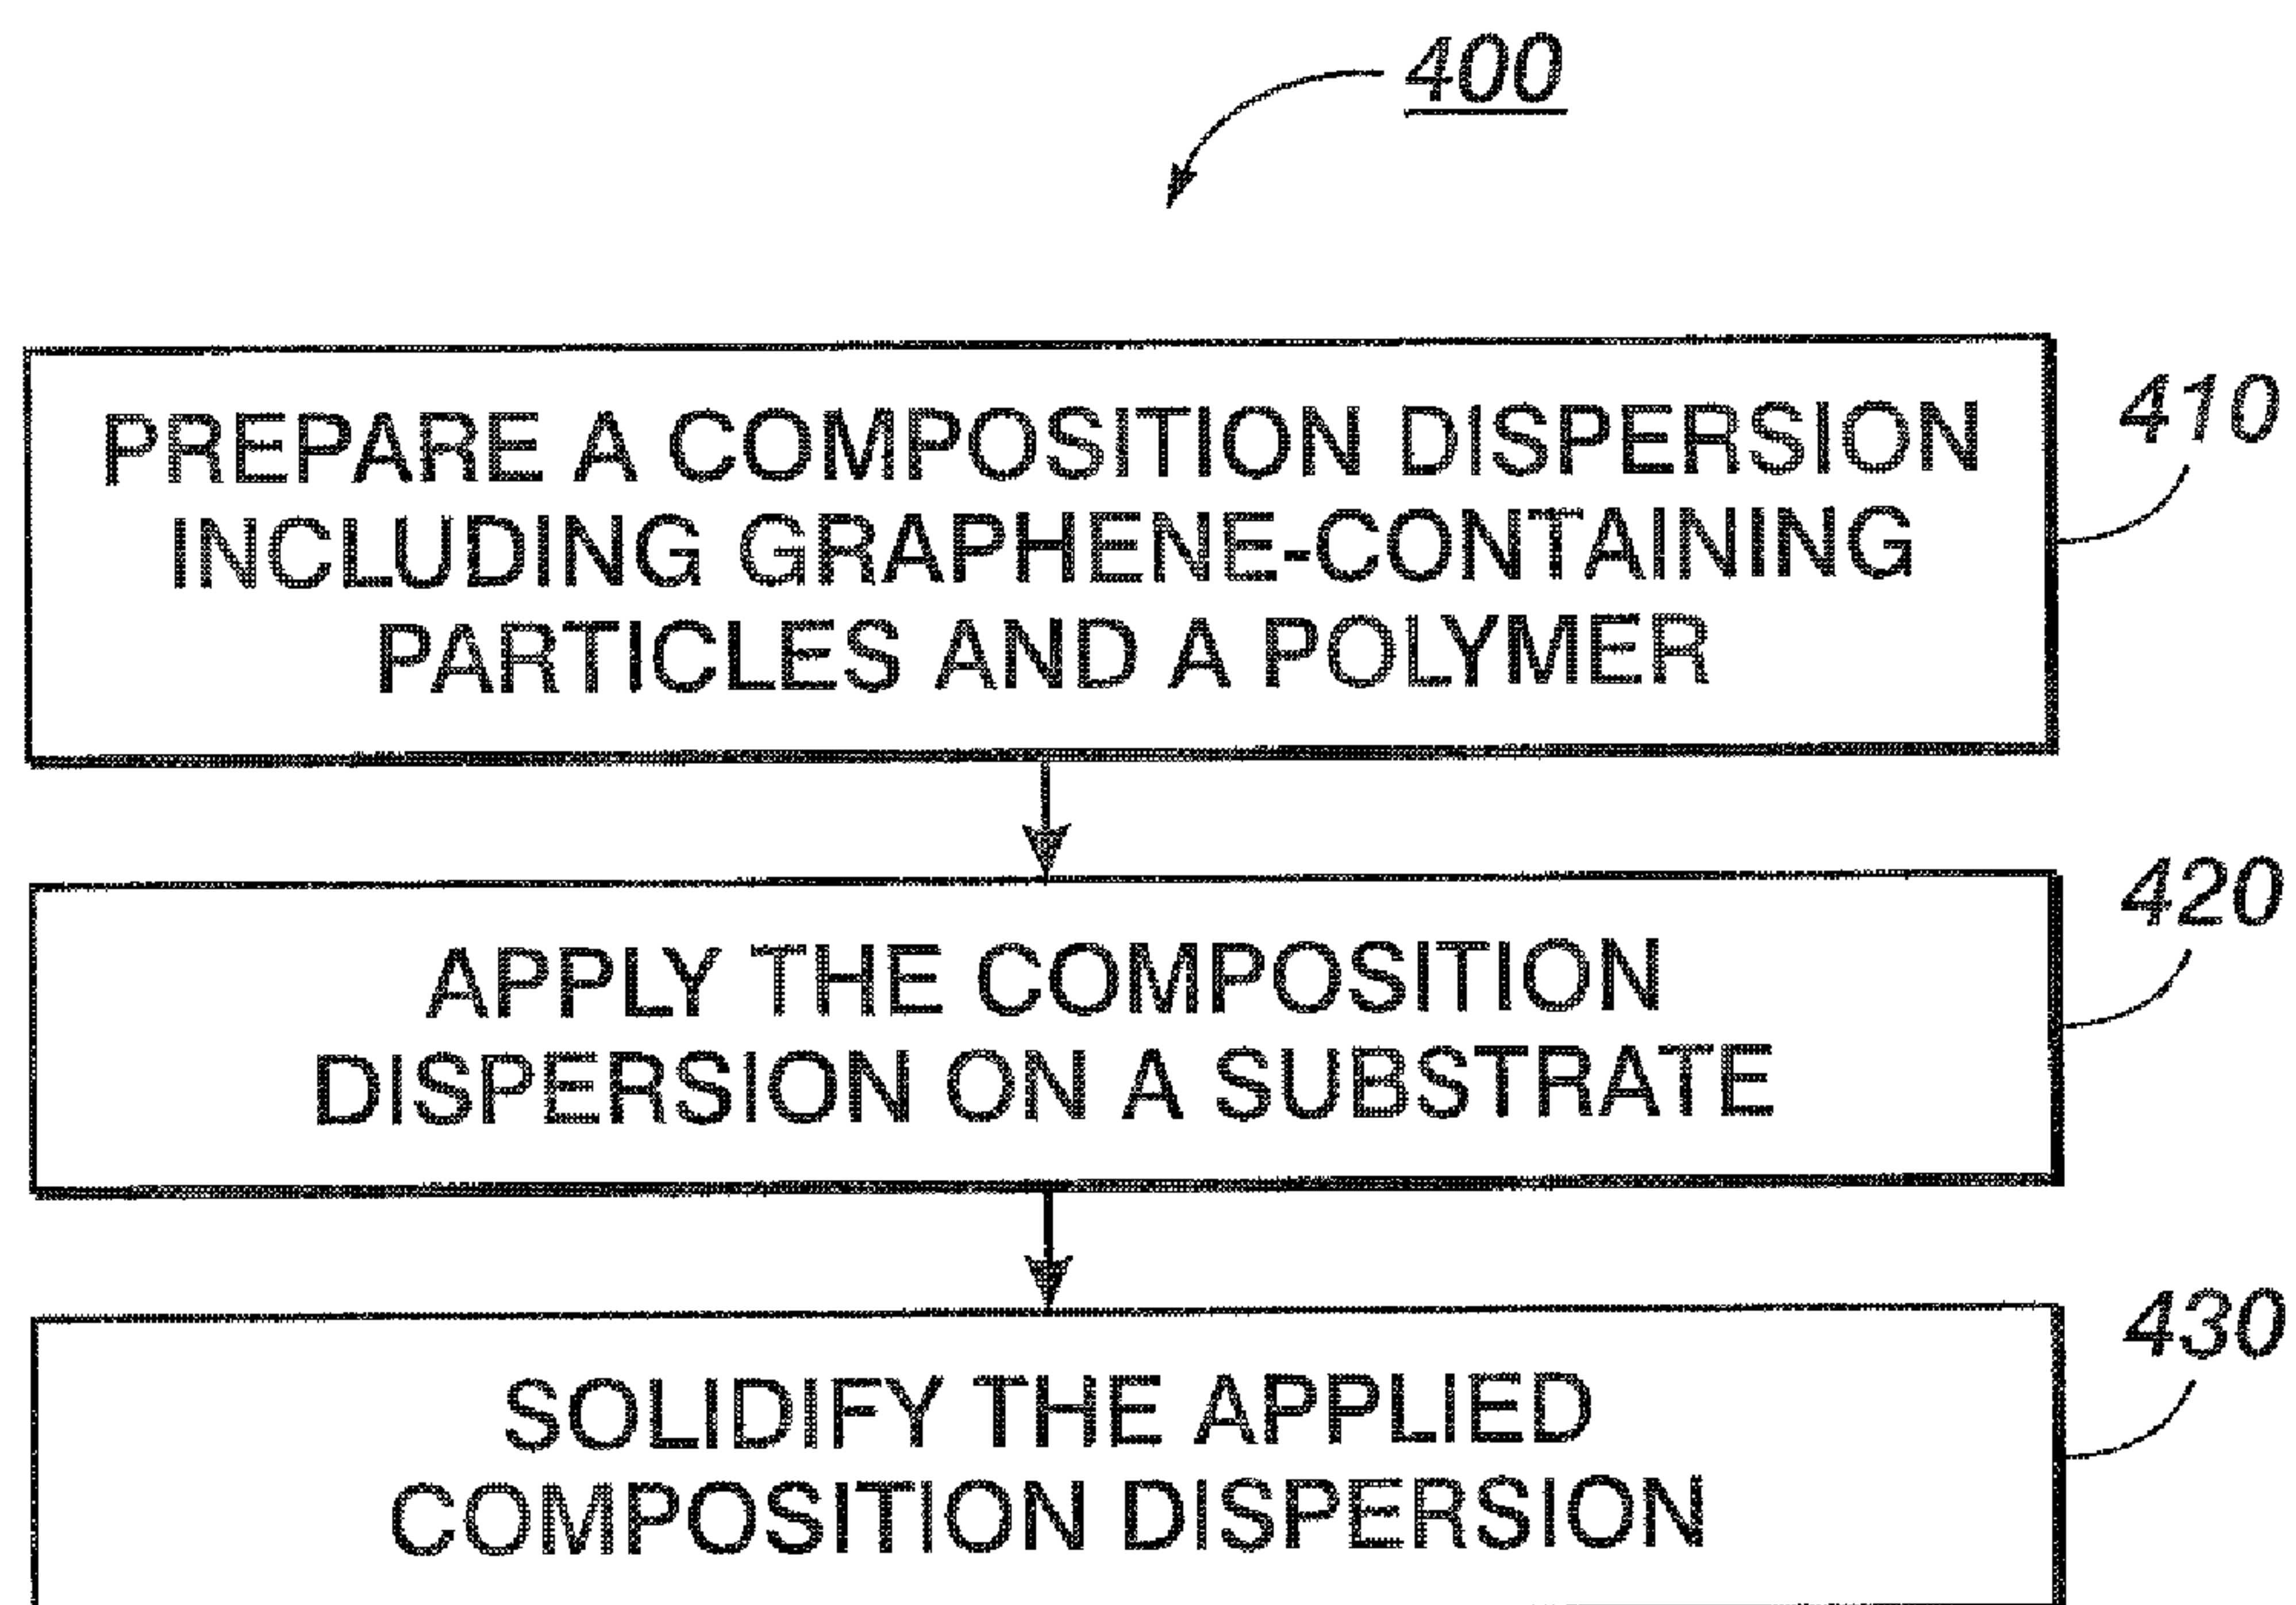 400
PREPARE A COMPOSITION DISPERSION
INCLUDING GRAPHENE-CONTAINING
PARTICLES AND A POLYMER
410
APPLY THE COMPOSITION
DISPERSION ON A SUBSTRATE
420
SOLIDIFY THE APPLIED
COMPOSITION DISPERSION
430